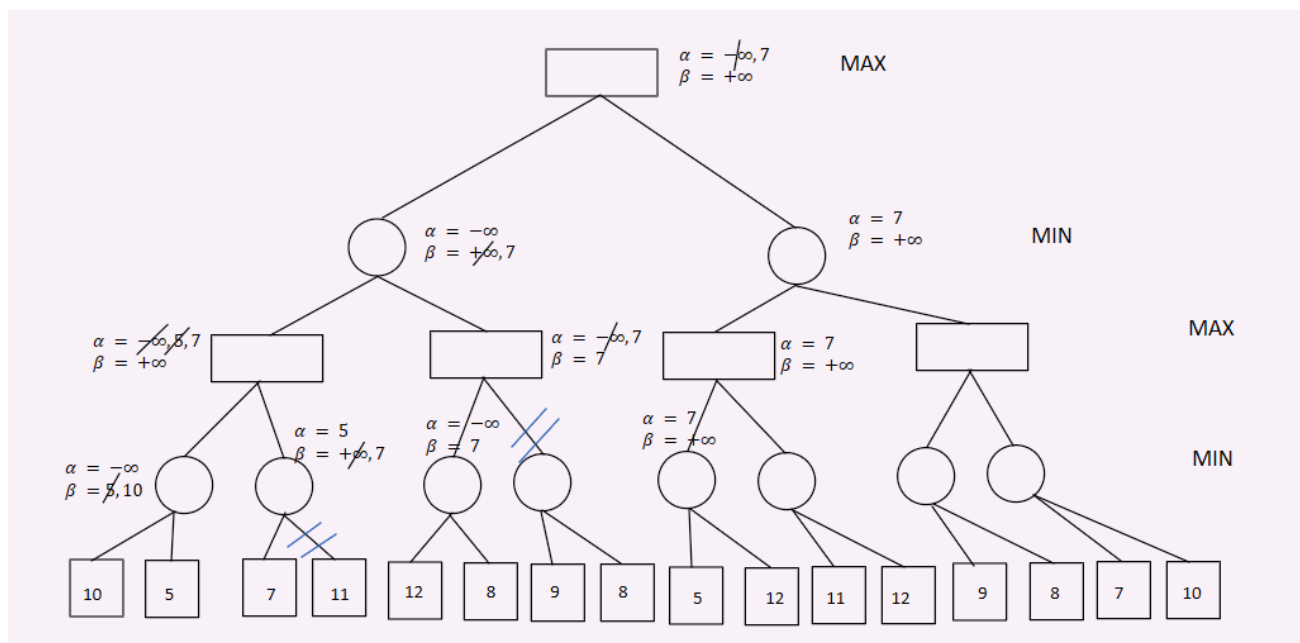 α = −∞, 7
β = +∞
MAX
α = −∞
β = +∞, 7
α = 7
β = +∞
MIN
α = −∞, 5, 7
β = +∞
α = −∞, 7
β = 7
α = 7
β = +∞
MAX
α = −∞
β = 5, 10
α = 5
β = +∞, 7
α = −∞
β = 7
α = 7
β = +∞
MIN
10 5 7 11 12 8 9 8 5 12 11 12 9 8 7 10